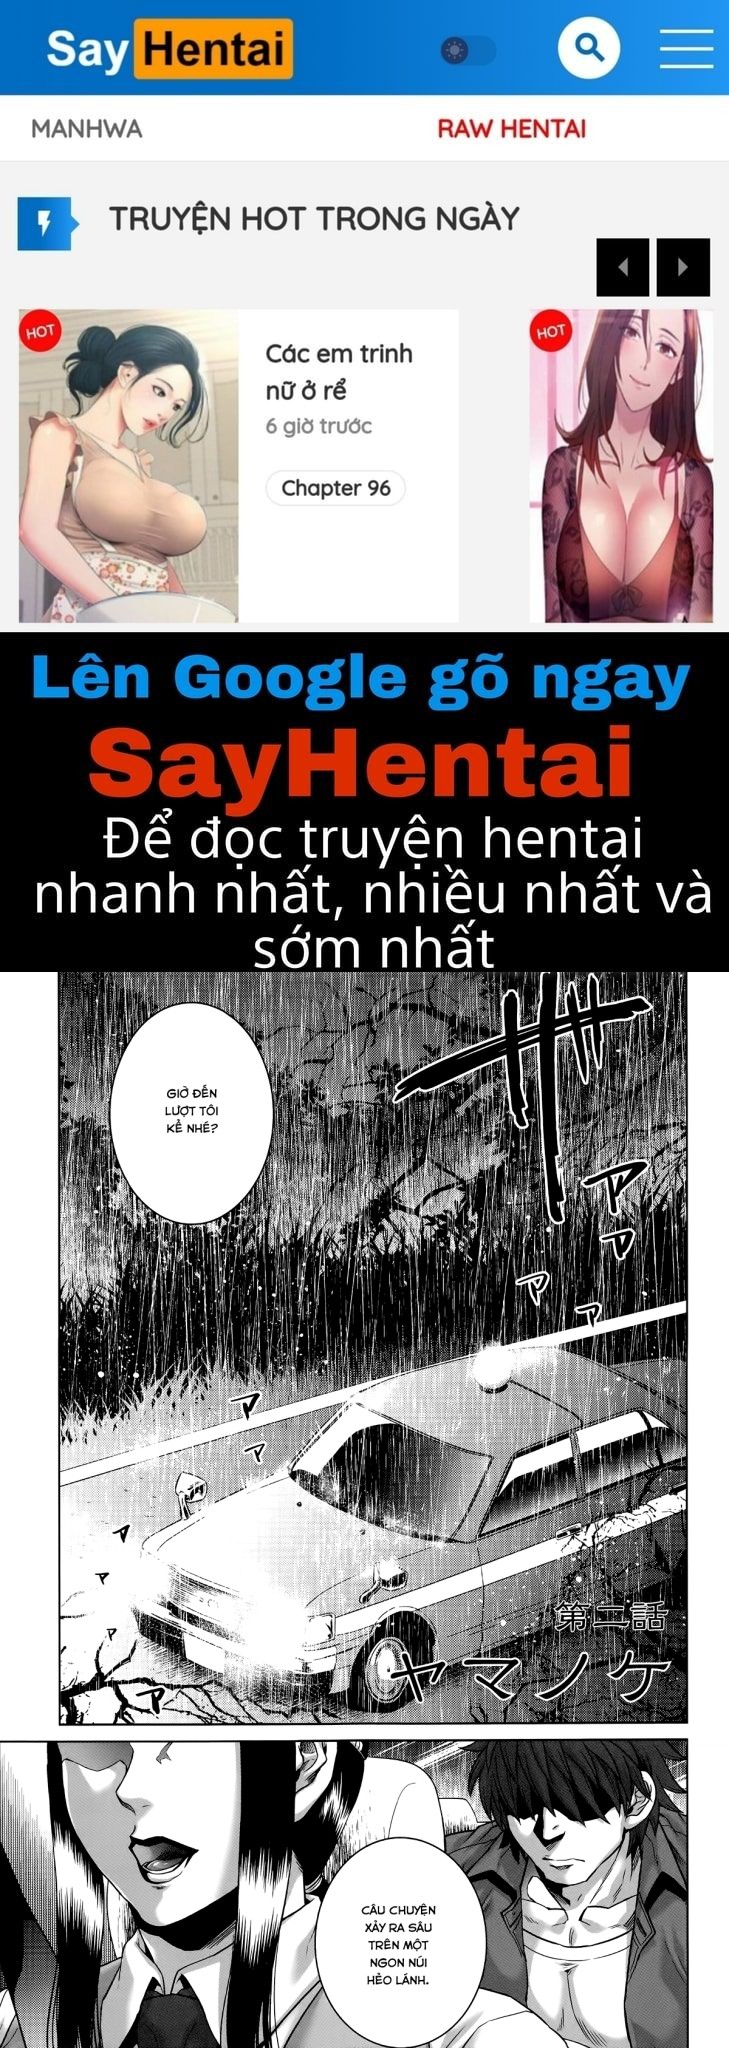 SayHentai
MANHWA
RAW HENTAI
TRUYỆN HOT TRONG NGÀY
HOT
Các em trinh
nữ ở rể
6 giờ trước
Chapter 96
HOT
Lên Google gõ ngay
SayHentai
Để đọc truyện hentai
nhanh nhất, nhiều nhất và
sớm nhất
GIỜ ĐẾN
LƯỢT TÔI
KỂ NHÉ?
第二話
ヤマノケ
CÂU CHUYỆN
XẢY RA SÂU
TRÊN MỘT
NGON NÚI
HẺO LÁNH.